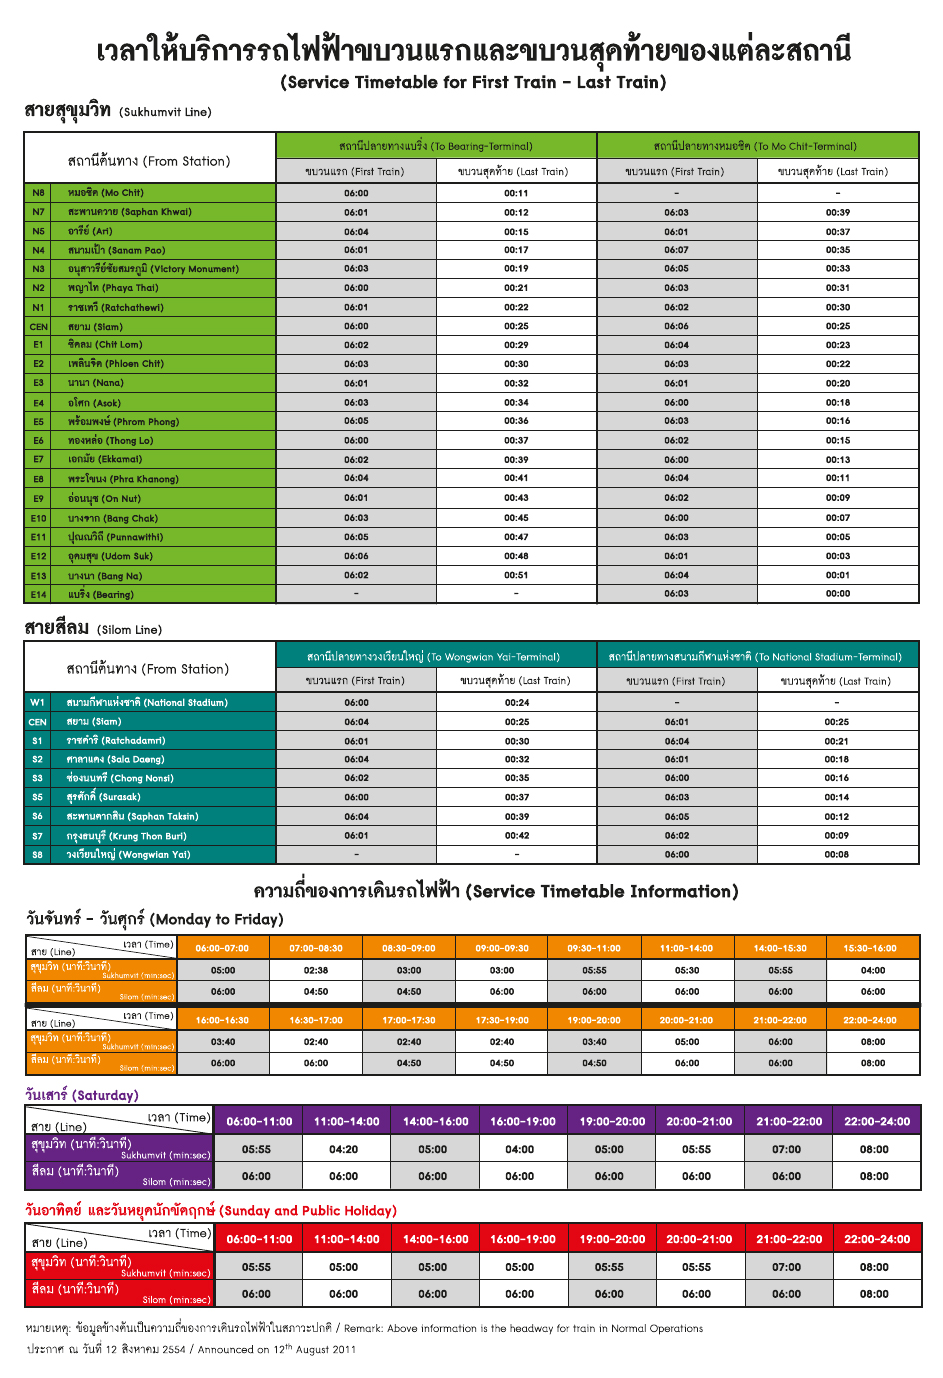 เวลาให้บริการรถไฟฟ้าขบวนแรกและขบวนสุดท้ายของแต่ละสถานี
(Service Timetable for First Train - Last Train)
สายสุขุมวิท (Sukhumvit Line)
สถานีต้นทาง (From Station) สถานีปลายทางแบริ่ง (To Bearing-Terminal) สถานีปลายทางหมอชิต (To Mo Chit-Terminal)
ขบวนแรก (First Train) ขบวนสุดท้าย (Last Train) ขบวนแรก (First Train) ขบวนสุดท้าย (Last Train)
N8 หมอชิต (Mo Chit) 06:00 00:11 - -
N7 สะพานควาย (Saphan Khwai) 06:01 00:12 06:03 00:39
N5 อารีย์ (Ari) 06:04 00:15 06:01 00:37
N4 สนามเป้า (Sanam Pao) 06:01 00:17 06:07 00:35
N3 อนุสาวรีย์ชัยสมรภูมิ (Victory Monument) 06:03 00:19 06:05 00:33
N2 พญาไท (Phaya Thai) 06:00 00:21 06:03 00:31
N1 ราชเทวี (Ratchathewi) 06:01 00:22 06:02 00:30
CEN สยาม (Siam) 06:00 00:25 06:06 00:25
E1 ชิดลม (Chit Lom) 06:02 00:29 06:04 00:23
E2 เพลินจิต (Phloen Chit) 06:03 00:30 06:03 00:22
E3 นานา (Nana) 06:01 00:32 06:01 00:20
E4 อโศก (Asok) 06:03 00:34 06:00 00:18
E5 พร้อมพงษ์ (Phrom Phong) 06:05 00:36 06:03 00:16
E6 ทองหล่อ (Thong Lo) 06:00 00:37 06:02 00:15
E7 เอกมัย (Ekkamai) 06:02 00:39 06:00 00:13
E8 พระโขนง (Phra Khanong) 06:04 00:41 06:04 00:11
E9 อ่อนนุช (On Nut) 06:01 00:43 06:02 00:09
E10 บางจาก (Bang Chak) 06:03 00:45 06:00 00:07
E11 ปุณณวิถี (Punnawithi) 06:05 00:47 06:03 00:05
E12 อุดมสุข (Udom Suk) 06:06 00:48 06:01 00:03
E13 บางนา (Bang Na) 06:02 00:51 06:04 00:01
E14 แบริ่ง (Bearing) - - 06:03 00:00
สายสีลม (Silom Line)
สถานีต้นทาง (From Station) สถานีปลายทางวงเวียนใหญ่ (To Wongwian Yai-Terminal) สถานีปลายทางสนามกีฬาแห่งชาติ (To National Stadium-Terminal)
ขบวนแรก (First Train) ขบวนสุดท้าย (Last Train) ขบวนแรก (First Train) ขบวนสุดท้าย (Last Train)
W1 สนามกีฬาแห่งชาติ (National Stadium) 06:00 00:24 - -
CEN สยาม (Siam) 06:04 00:25 06:01 00:25
S1 ราชดำริ (Ratchadamri) 06:01 00:30 06:04 00:21
S2 ศาลาแดง (Sala Daeng) 06:04 00:32 06:01 00:18
S3 ช่องนนทรี (Chong Nonsi) 06:02 00:35 06:00 00:16
S5 สุรศักดิ์ (Surasak) 06:00 00:37 06:03 00:14
S6 สะพานตากสิน (Saphan Taksin) 06:04 00:39 06:05 00:12
S7 กรุงธนบุรี (Krung Thon Buri) 06:01 00:42 06:02 00:09
S8 วงเวียนใหญ่ (Wongwian Yai) - - 06:00 00:08
ความถี่ของการเดินรถไฟฟ้า (Service Timetable Information)
วันจันทร์ - วันศุกร์ (Monday to Friday)
เวลา (Time) 06:00-07:00 07:00-08:30 08:30-09:00 09:00-09:30 09:30-11:00 11:00-14:00 14:00-15:30 15:30-16:00
สาย (Line)
สุขุมวิท (นาที:วินาที) Sukhumvit (min:sec) 05:00 02:38 03:00 03:00 05:55 05:30 05:55 04:00
สีลม (นาที:วินาที) Silom (min:sec) 06:00 04:50 04:50 06:00 06:00 06:00 06:00 06:00
เวลา (Time) 16:00-16:30 16:30-17:00 17:00-17:30 17:30-19:00 19:00-20:00 20:00-21:00 21:00-22:00 22:00-24:00
สาย (Line)
สุขุมวิท (นาที:วินาที) Sukhumvit (min:sec) 03:40 02:40 02:40 02:40 03:40 05:00 06:00 08:00
สีลม (นาที:วินาที) Silom (min:sec) 06:00 06:00 04:50 04:50 04:50 06:00 06:00 08:00
วันเสาร์ (Saturday)
เวลา (Time) 06:00-11:00 11:00-14:00 14:00-16:00 16:00-19:00 19:00-20:00 20:00-21:00 21:00-22:00 22:00-24:00
สาย (Line)
สุขุมวิท (นาที:วินาที) Sukhumvit (min:sec) 05:55 04:20 05:00 04:00 05:00 05:55 07:00 08:00
สีลม (นาที:วินาที) Silom (min:sec) 06:00 06:00 06:00 06:00 06:00 06:00 06:00 08:00
วันอาทิตย์ และวันหยุดนักขัตฤกษ์ (Sunday and Public Holiday)
เวลา (Time) 06:00-11:00 11:00-14:00 14:00-16:00 16:00-19:00 19:00-20:00 20:00-21:00 21:00-22:00 22:00-24:00
สาย (Line)
สุขุมวิท (นาที:วินาที) Sukhumvit (min:sec) 05:55 05:00 05:00 05:00 05:55 05:55 07:00 08:00
สีลม (นาที:วินาที) Silom (min:sec) 06:00 06:00 06:00 06:00 06:00 06:00 06:00 08:00
หมายเหตุ: ข้อมูลข้างต้นเป็นความถี่ของการเดินรถไฟฟ้าในสภาวะปกติ / Remark: Above information is the headway for train in Normal Operations
ประกาศ ณ วันที่ 12 สิงหาคม 2554 / Announced on 12th August 2011